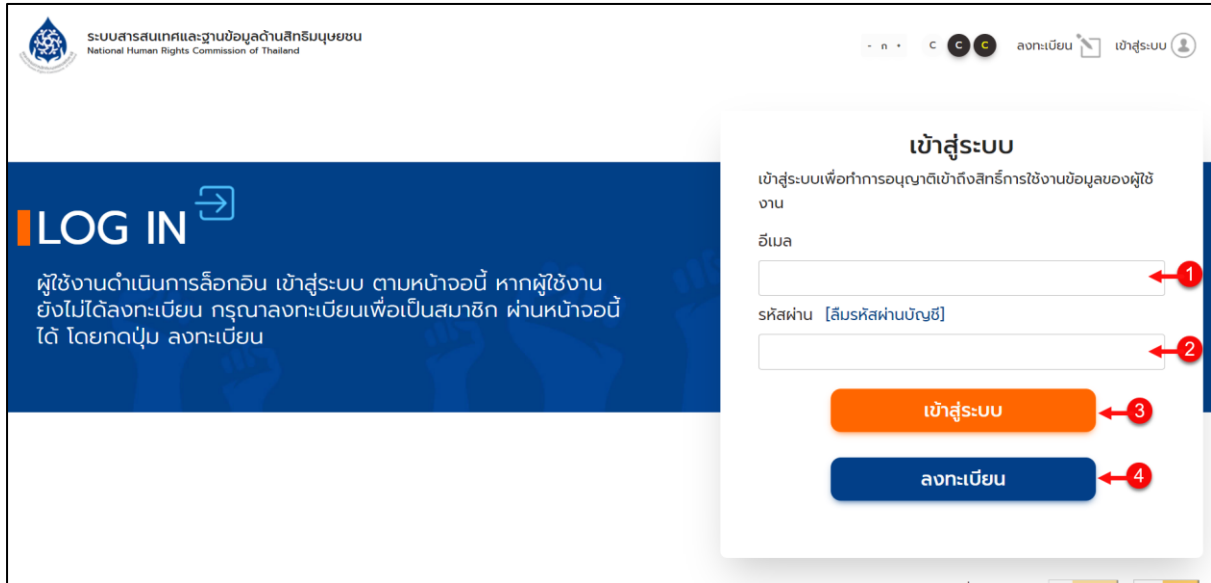 ระบบสารสนเทศและฐานข้อมูลด้านสิทธิมนุษยชน
National Human Rights Commission of Thailand
- ก + C C C ลงทะเบียน เข้าสู่ระบบ
เข้าสู่ระบบ
เข้าสู่ระบบเพื่อทำการอนุญาติเข้าถึงสิทธิ์การใช้งานข้อมูลของผู้ใช้
งาน
อีเมล
1
รหัสผ่าน [ลืมรหัสผ่านบัญชี]
2
เข้าสู่ระบบ
3
ลงทะเบียน
4
LOG IN
ผู้ใช้งานดำเนินการล็อกอิน เข้าสู่ระบบ ตามหน้าจอนี้ หากผู้ใช้งาน
ยังไม่ได้ลงทะเบียน กรุณาลงทะเบียนเพื่อเป็นสมาชิก ผ่านหน้าจอนี้
ได้ โดยกดปุ่ม ลงทะเบียน